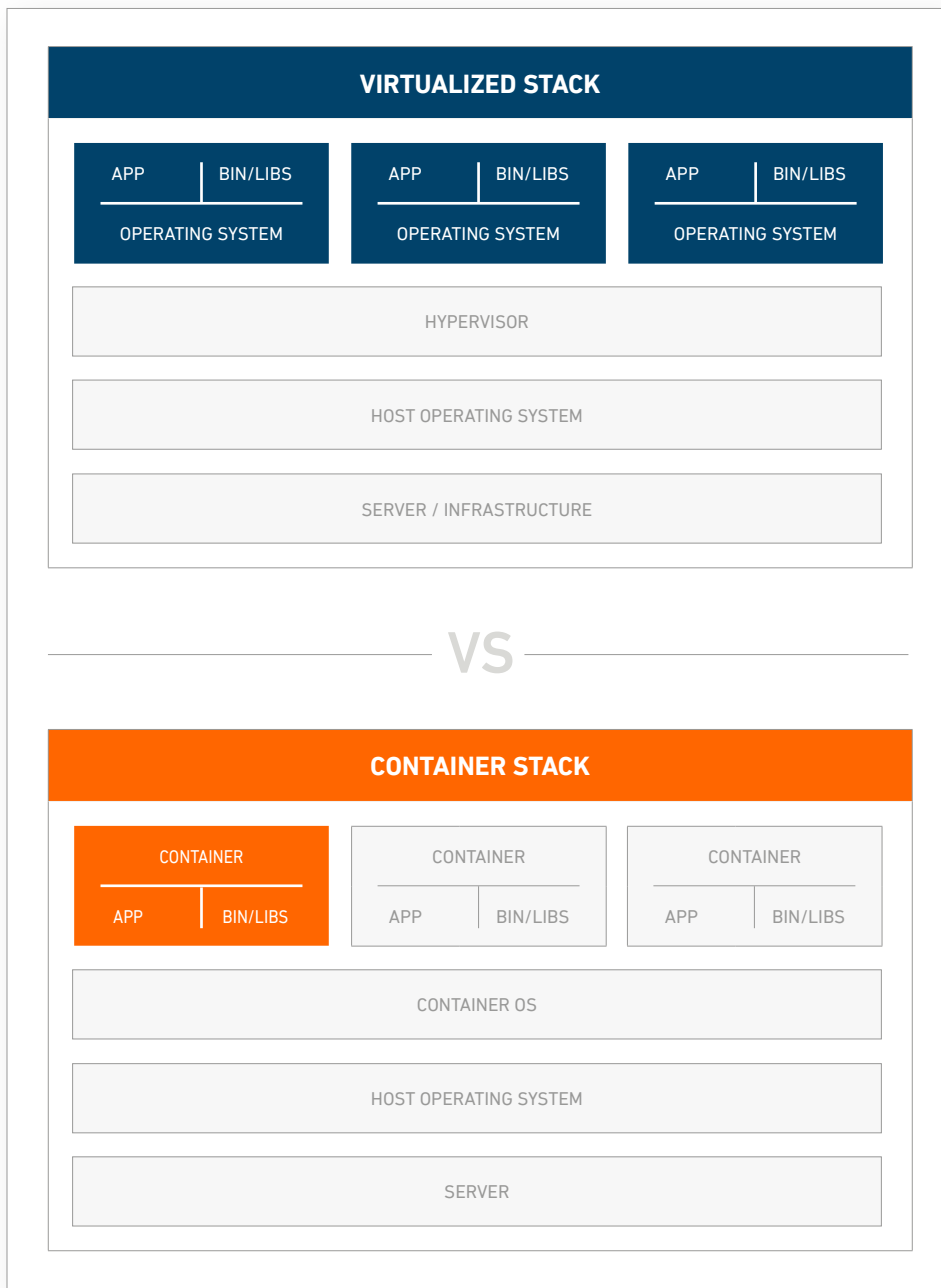 VIRTUALIZED STACK
APP BIN/LIBS APP BIN/LIBS APP BIN/LIBS
OPERATING SYSTEM OPERATING SYSTEM OPERATING SYSTEM
HYPERVISOR
HOST OPERATING SYSTEM
SERVER / INFRASTRUCTURE
VS
CONTAINER STACK
CONTAINER CONTAINER CONTAINER
APP BIN/LIBS APP BIN/LIBS APP BIN/LIBS
CONTAINER OS
HOST OPERATING SYSTEM
SERVER